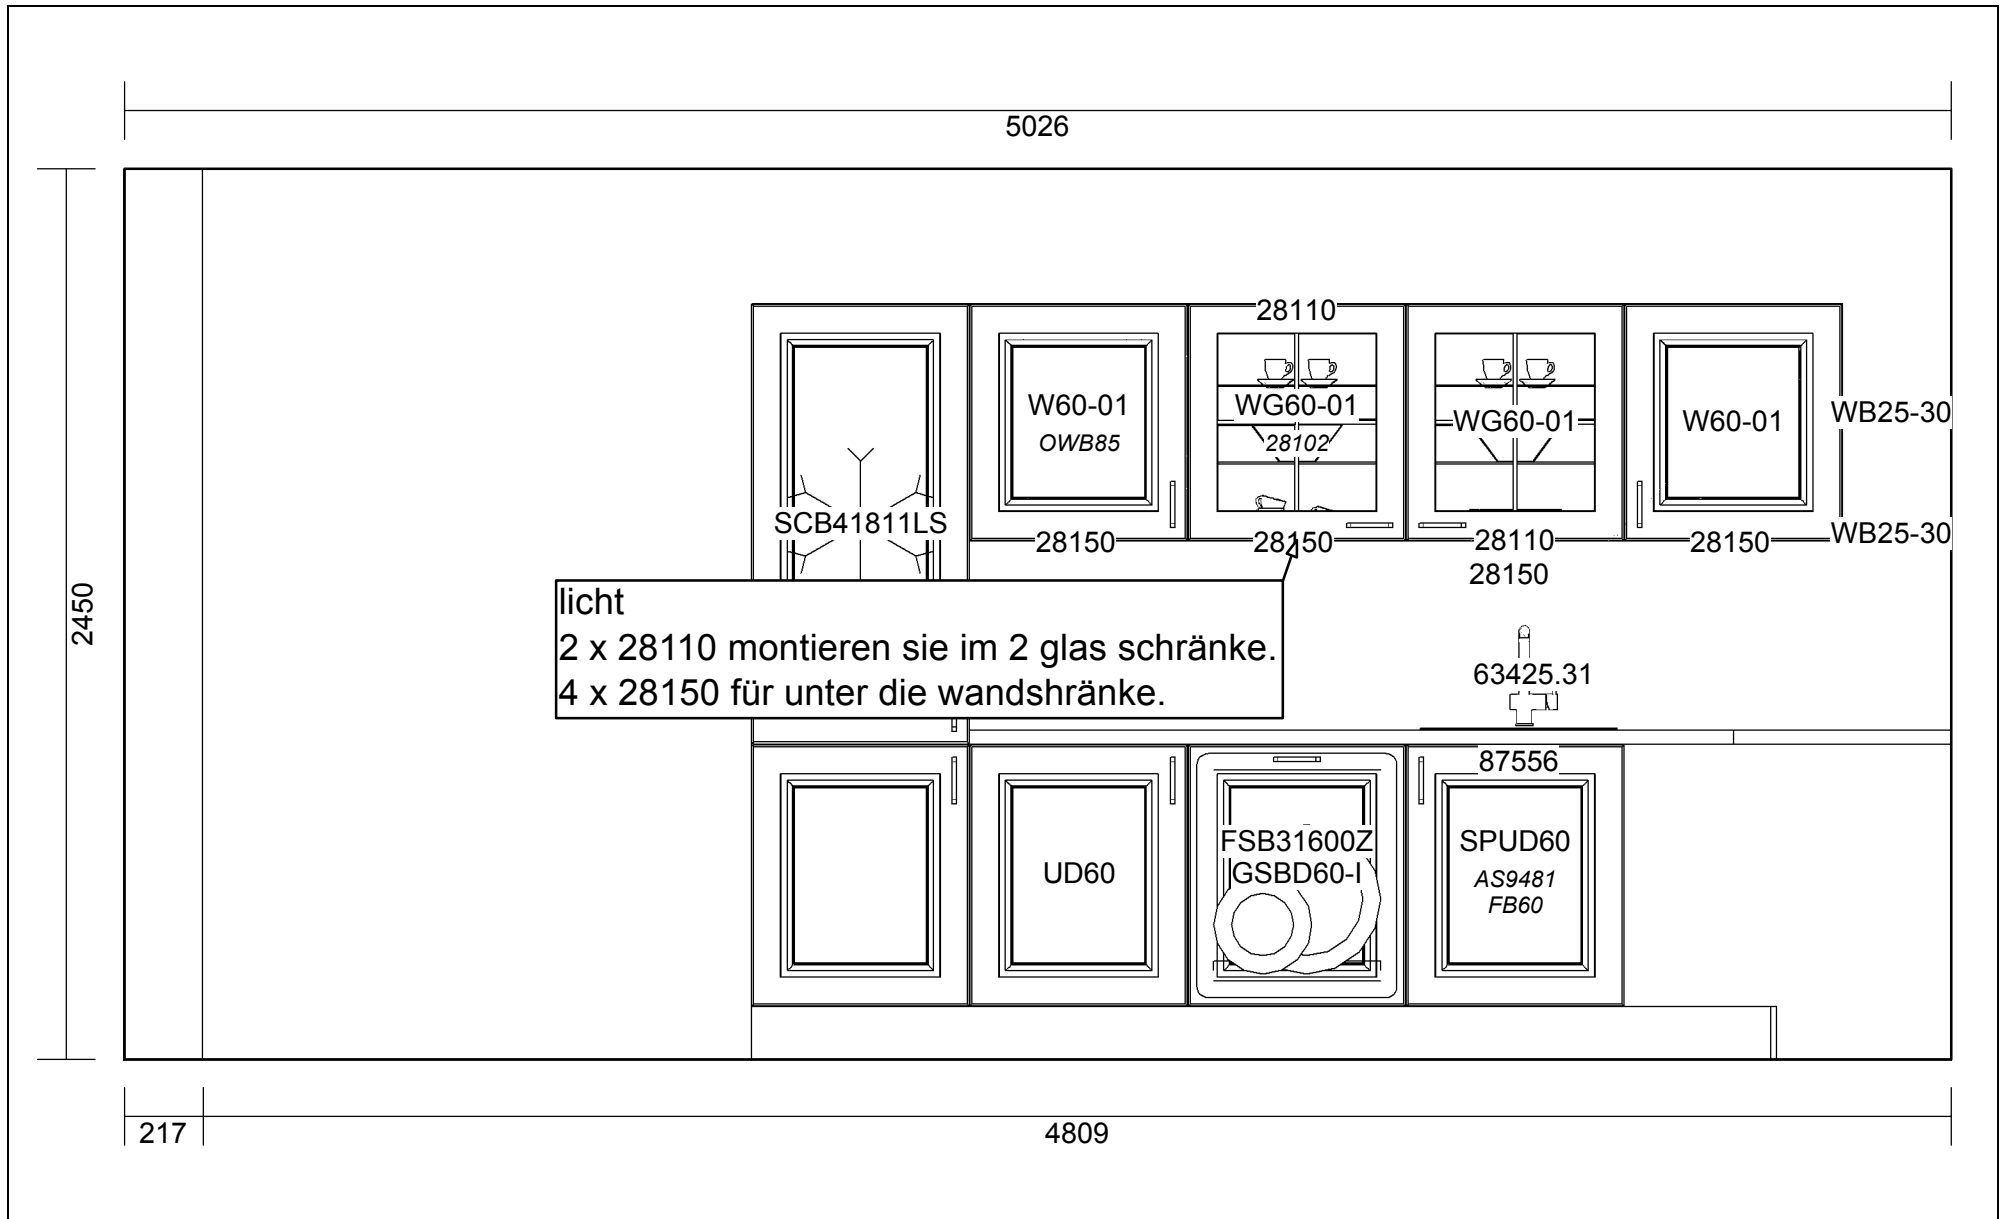 5026
28110
W60-01
OWB85
WG60-01
28102
WG60-01
W60-01
WB25-30
SCB41811LS
28150
28150
28110
28150
28150
WB25-30
2450
licht
2 x 28110 montieren sie im 2 glas schränke.
4 x 28150 für unter die wandshränke.
63425.31
87556
UD60
FSB31600Z
GSBD60-I
SPUD60
AS9481
FB60
217
4809